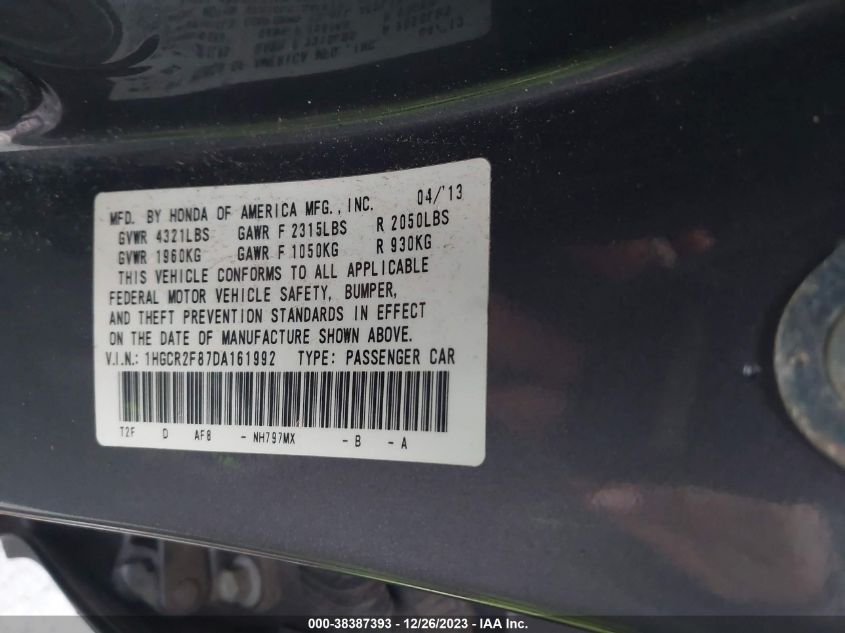 04/'13
MFD. BY HONDA OF AMERICA MFG., INC.
GVWR 4321LBS GAWR F 2315LBS R 2050LBS
GVWR 1960KG GAWR F 1050KG R 930KG
THIS VEHICLE CONFORMS TO ALL APPLICABLE
FEDERAL MOTOR VEHICLE SAFETY, BUMPER,
AND THEFT PREVENTION STANDARDS IN EFFECT
ON THE DATE OF MANUFACTURE SHOWN ABOVE.
V.I.N.: 1HGCR2F87DA161992 TYPE: PASSENGER CAR
T2F D AF8 - NH797MX - B - A
000-38387393 - 12/26/2023 - IAA Inc.